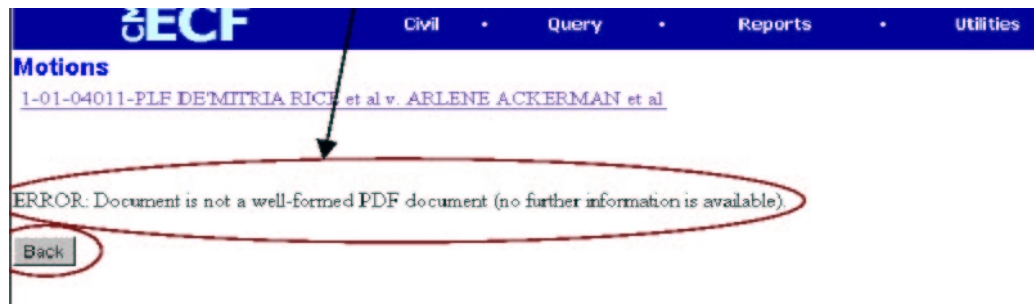 CM ECF Civil • Query • Reports • Utilities
Motions
1-01-04011-PLF DE'MITRIA RICE et al v. ARLENE ACKERMAN et al
ERROR: Document is not a well-formed PDF document (no further information is available).
Back